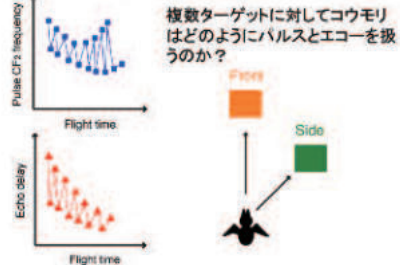 Pulse CF2 frequency
Flight time
Echo delay
Flight time
複数ターゲットに対してコウモリ
はどのようにパルスとエコーを扱
うのか?
Front
Side